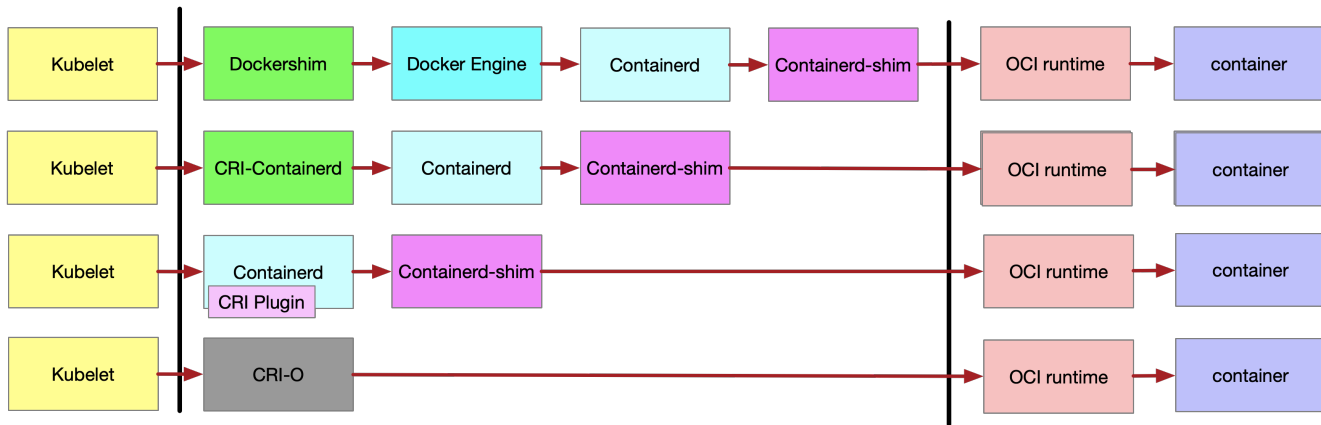 Kubelet
Dockershim
Docker Engine
Containerd
Containerd-shim
OCI runtime
container
Kubelet
CRI-Containerd
Containerd
Containerd-shim
OCI runtime
container
Kubelet
Containerd
CRI Plugin
Containerd-shim
OCI runtime
container
Kubelet
CRI-O
OCI runtime
container